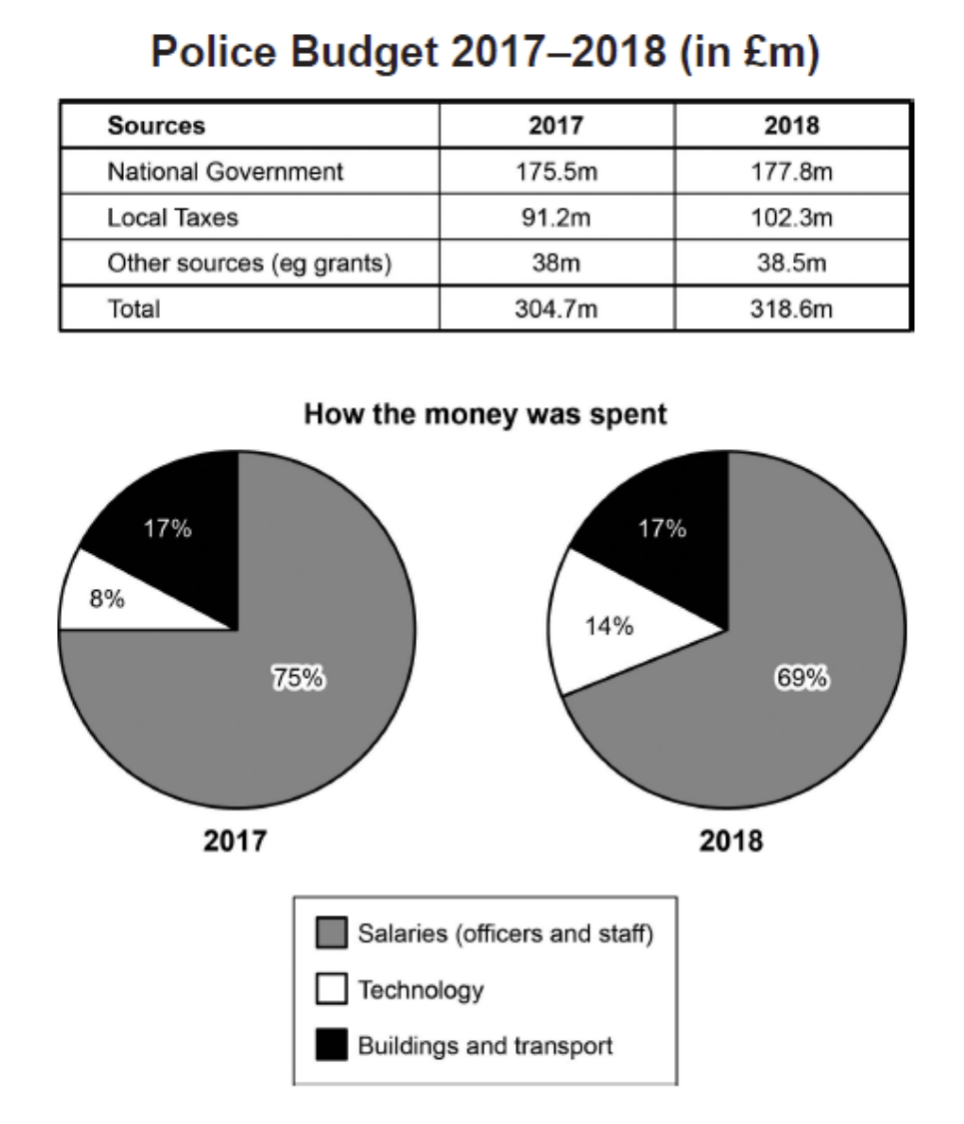 Police Budget 2017–2018 (in £m)
Sources 2017 2018
National Government 175.5m 177.8m
Local Taxes 91.2m 102.3m
Other sources (eg grants) 38m 38.5m
Total 304.7m 318.6m
How the money was spent
17% 17%
8% 14%
75% 69%
2017 2018
Salaries (officers and staff)
Technology
Buildings and transport